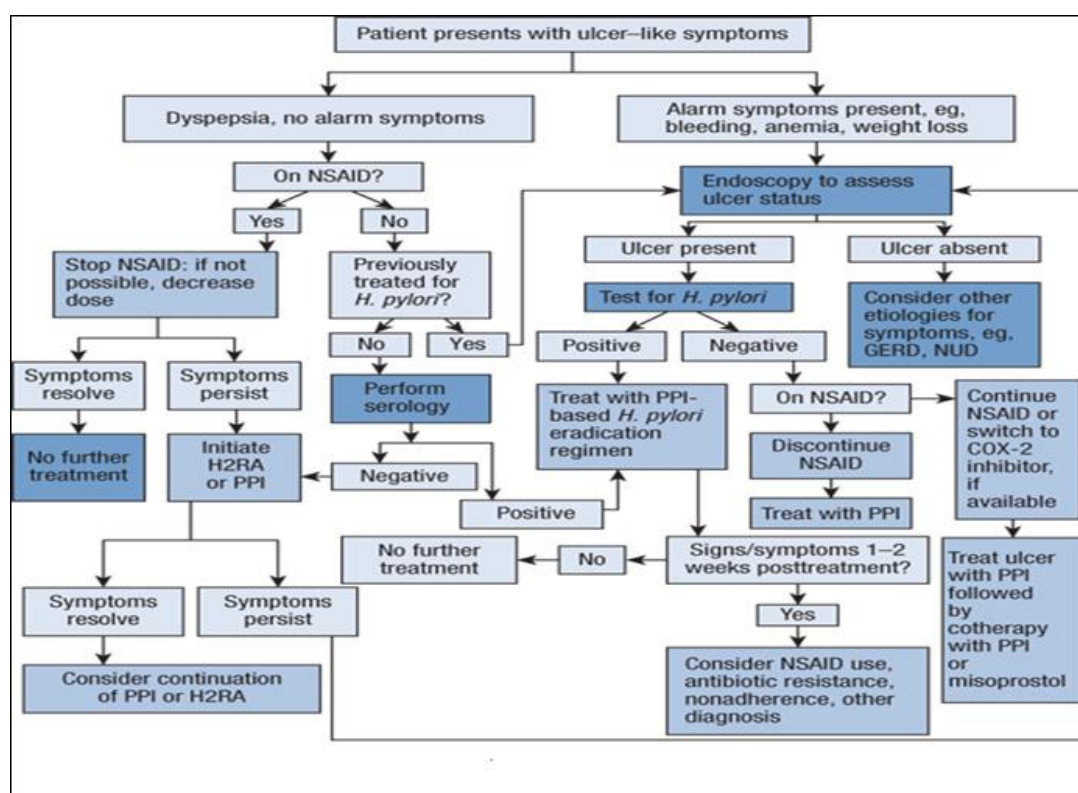 Patient presents with ulcer–like symptoms
Dyspepsia, no alarm symptoms
Alarm symptoms present, eg,
bleeding, anemia, weight loss
On NSAID?
Endoscopy to assess
ulcer status
Yes
No
Ulcer present
Ulcer absent
Stop NSAID: if not
possible, decrease
dose
Previously
treated for
H. pylori?
Test for H. pylori
Consider other
etiologies for
symptoms, eg,
GERD, NUD
No
Yes
Positive
Negative
Symptoms
resolve
Symptoms
persist
Perform
serology
Treat with PPI-
based H. pylori
eradication
regimen
On NSAID?
Continue
NSAID or
switch to
COX-2
inhibitor,
if
available
No further
treatment
Initiate
H2RA
or PPI
Negative
Positive
Discontinue
NSAID
Treat with PPI
No further
treatment
No
Signs/symptoms 1–2
weeks posttreatment?
Treat ulcer
with PPI
followed
by
cotherapy
with PPI
or
misoprostol
Symptoms
resolve
Symptoms
persist
Yes
Consider continuation
of PPI or H2RA
Consider NSAID use,
antibiotic resistance,
nonadherence, other
diagnosis